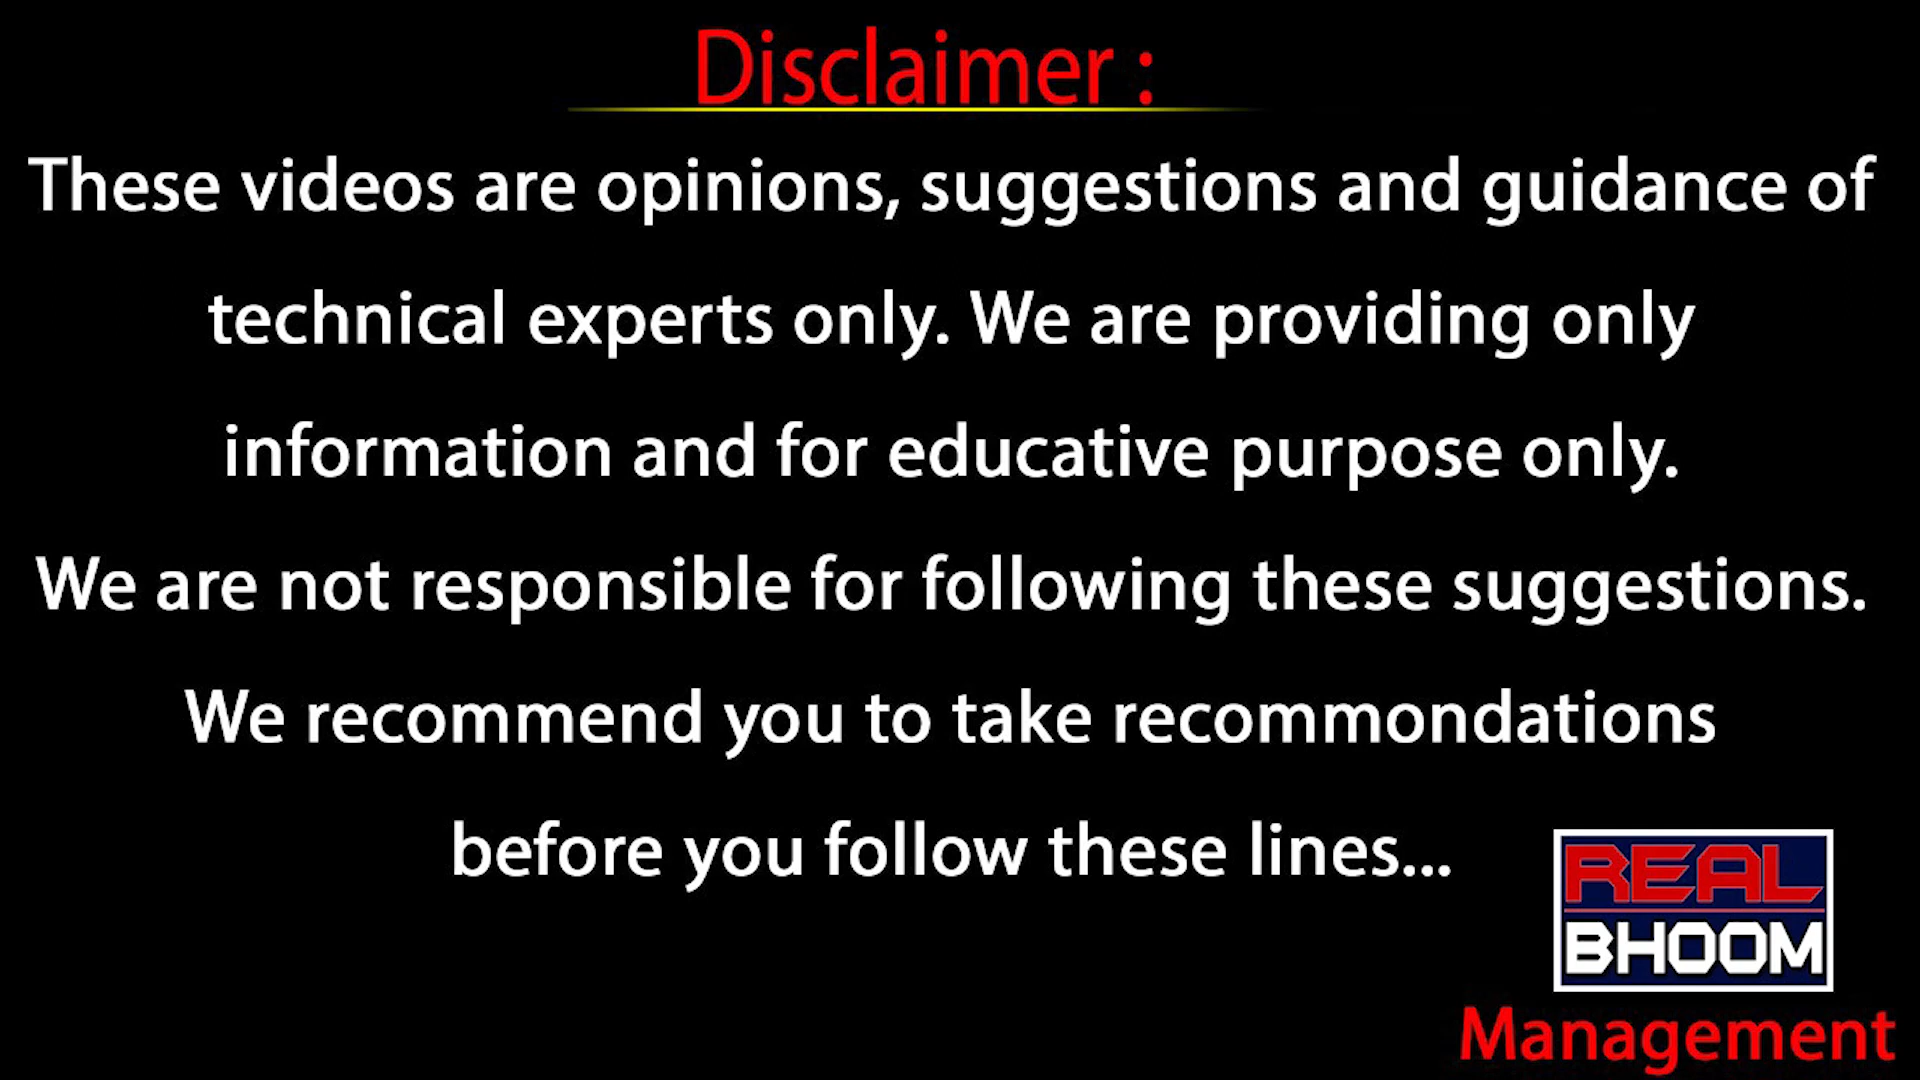 Disclaimer :
These videos are opinions, suggestions and guidance of
technical experts only. We are providing only
information and for educative purpose only.
We are not responsible for following these suggestions.
We recommend you to take recommondations
before you follow these lines...
REAL
BHOOM
Management